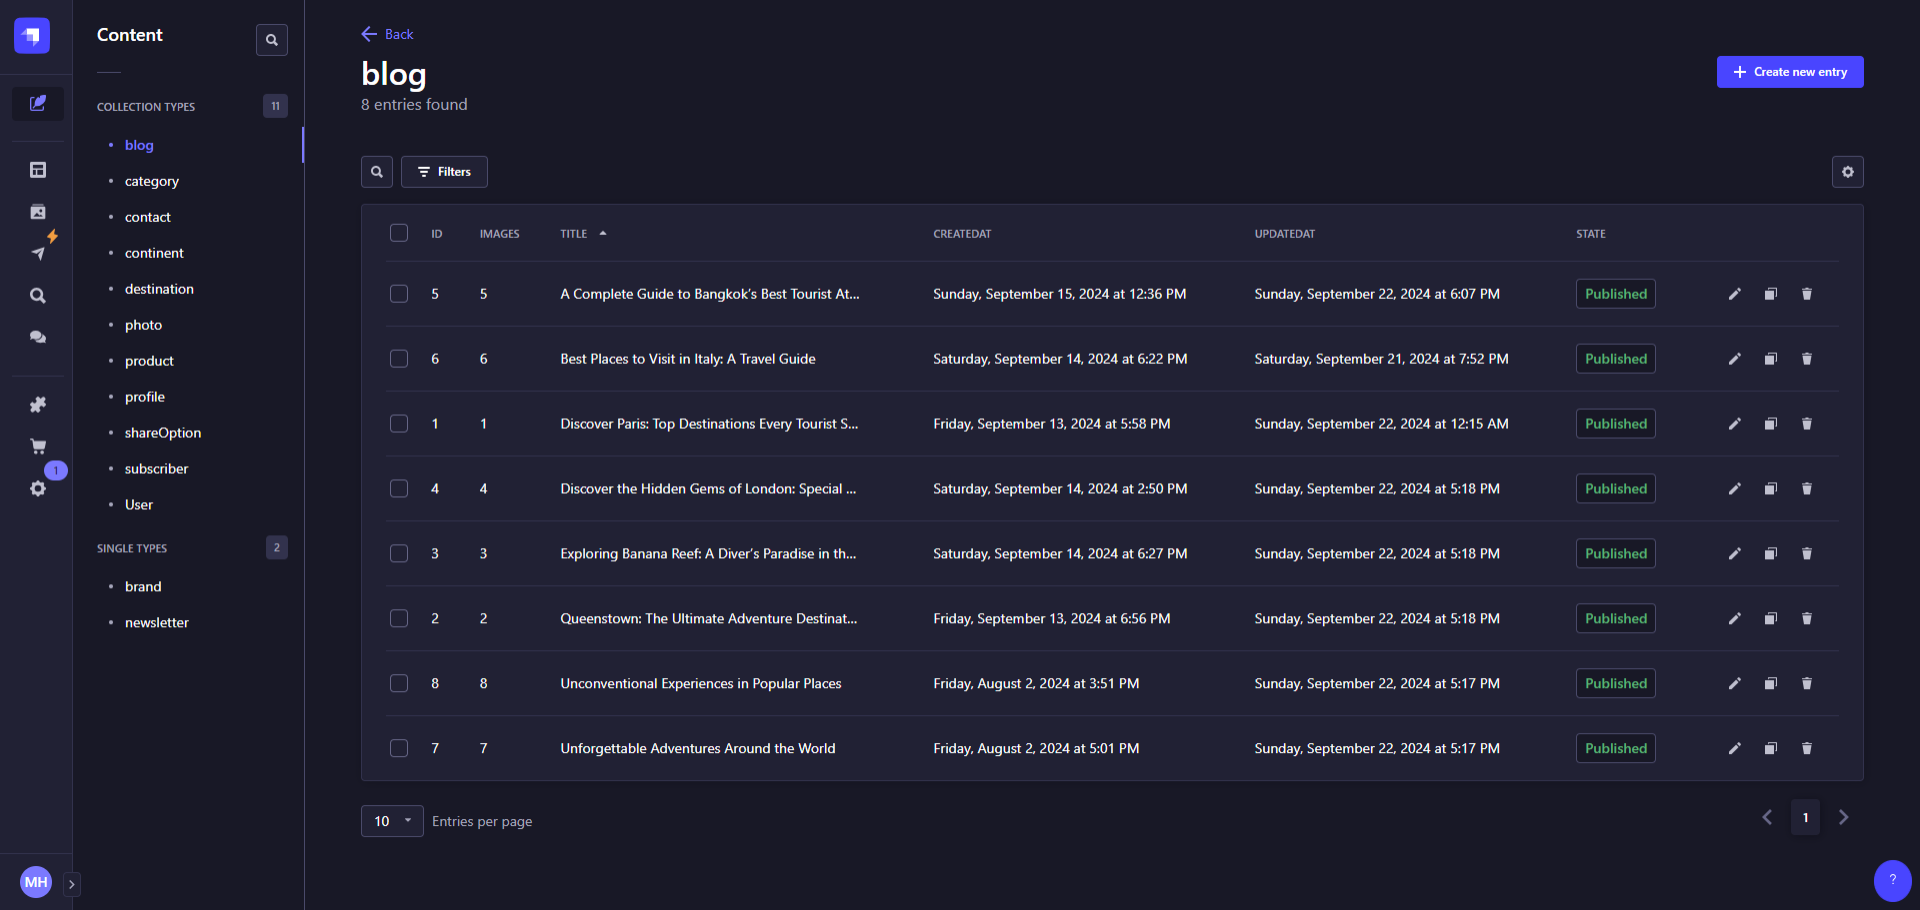 Content
COLLECTION TYPES 11
blog
category
contact
continent
destination
photo
product
profile
shareOption
subscriber
User
SINGLE TYPES 2
brand
newsletter
1
MH
Back
blog
8 entries found
Create new entry
Filters
ID IMAGES TITLE CREATEDAT UPDATEDAT STATE
5 5 A Complete Guide to Bangkok’s Best Tourist At... Sunday, September 15, 2024 at 12:36 PM Sunday, September 22, 2024 at 6:07 PM Published
6 6 Best Places to Visit in Italy: A Travel Guide Saturday, September 14, 2024 at 6:22 PM Saturday, September 21, 2024 at 7:52 PM Published
1 1 Discover Paris: Top Destinations Every Tourist S... Friday, September 13, 2024 at 5:58 PM Sunday, September 22, 2024 at 12:15 AM Published
4 4 Discover the Hidden Gems of London: Special ... Saturday, September 14, 2024 at 2:50 PM Sunday, September 22, 2024 at 5:18 PM Published
3 3 Exploring Banana Reef: A Diver’s Paradise in th... Saturday, September 14, 2024 at 6:27 PM Sunday, September 22, 2024 at 5:18 PM Published
2 2 Queenstown: The Ultimate Adventure Destinat... Friday, September 13, 2024 at 6:56 PM Sunday, September 22, 2024 at 5:18 PM Published
8 8 Unconventional Experiences in Popular Places Friday, August 2, 2024 at 3:51 PM Sunday, September 22, 2024 at 5:17 PM Published
7 7 Unforgettable Adventures Around the World Friday, August 2, 2024 at 5:01 PM Sunday, September 22, 2024 at 5:17 PM Published
10 Entries per page
1
?